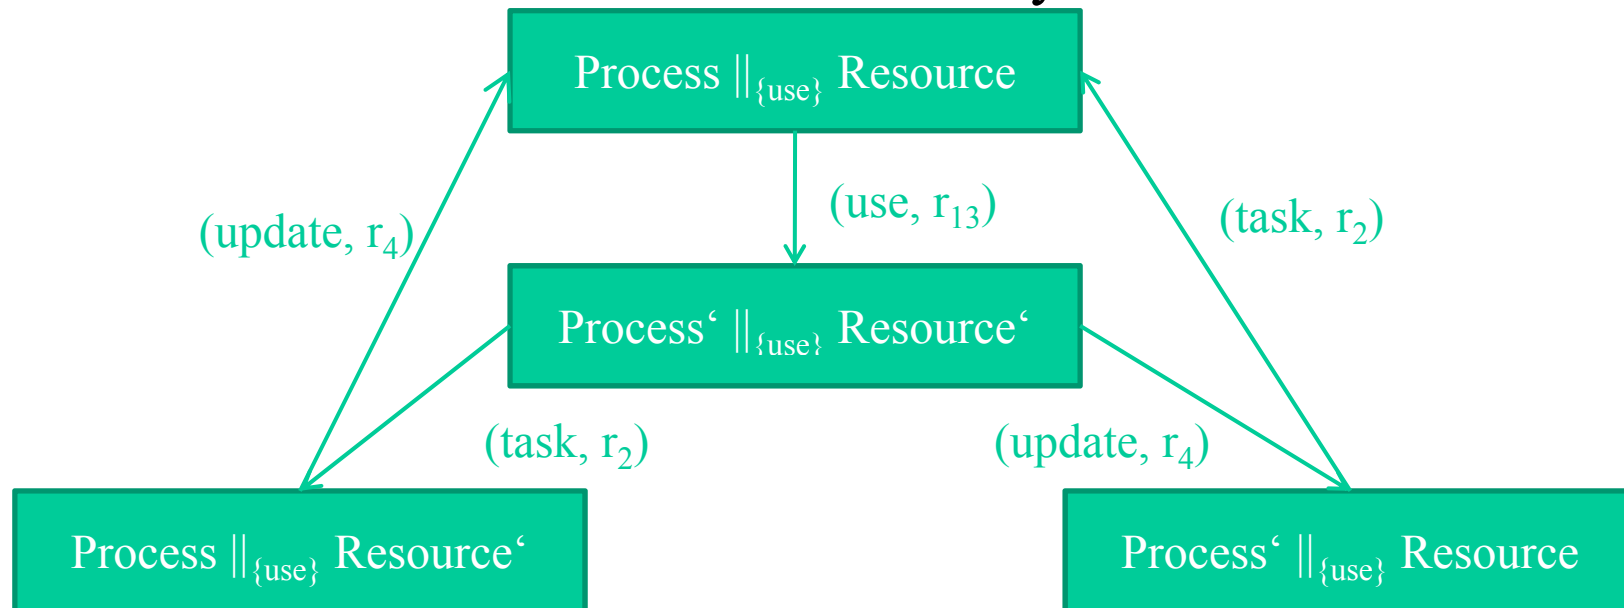 Process ||{use} Resource
(use, r13)
(update, r4)
(task, r2)
Process‘ ||{use} Resource‘
(task, r2)
(update, r4)
Process ||{use} Resource‘
Process‘ ||{use} Resource